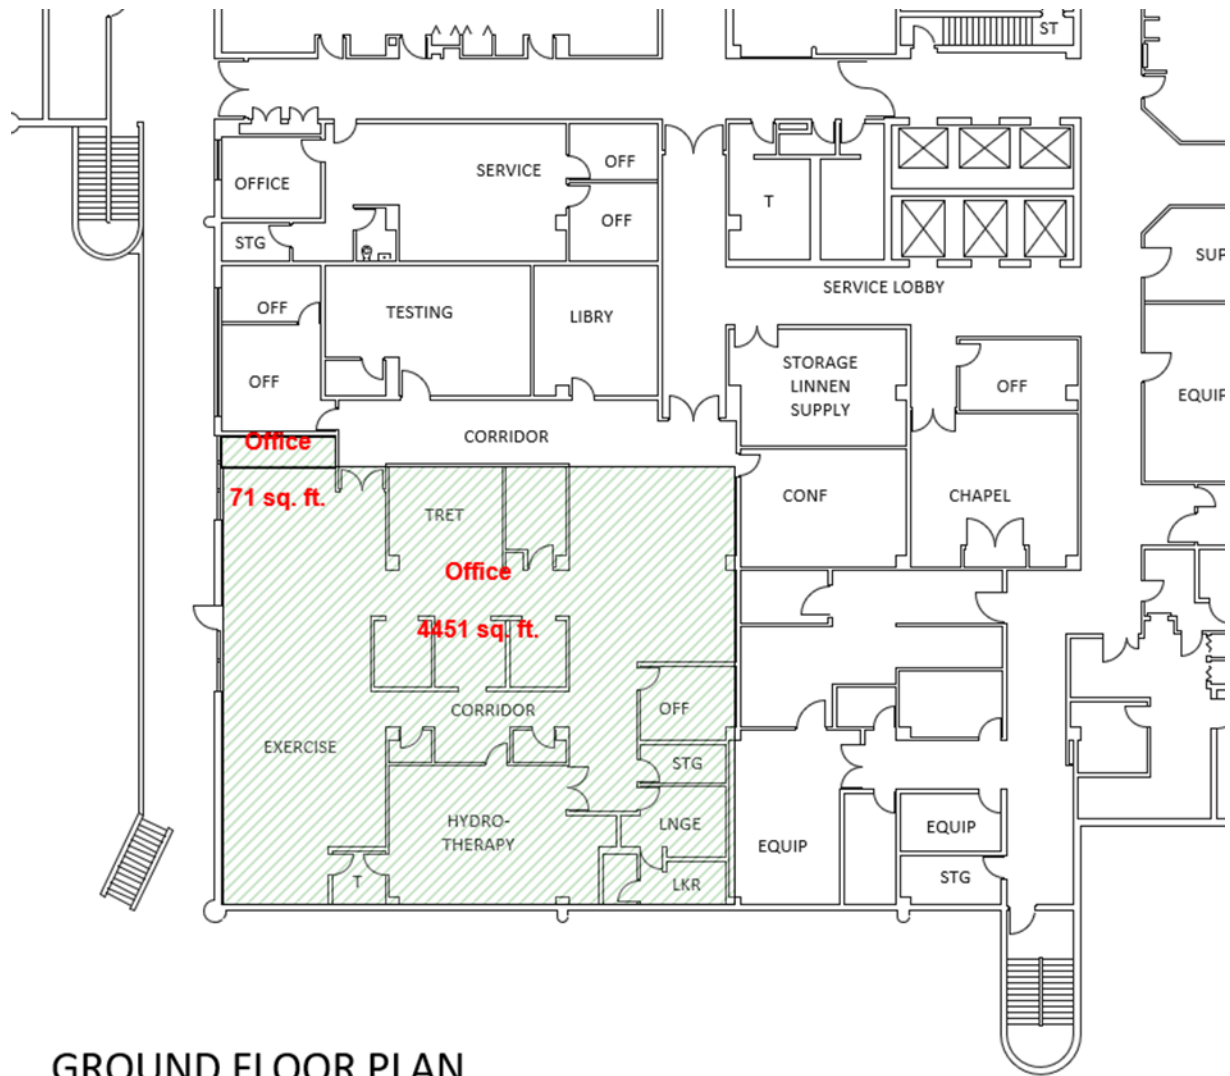 ST
SERVICE
OFF
OFFICE
OFF
T
STG
SUP
SERVICE LOBBY
OFF
TESTING
LIBRY
STORAGE
LINNEN
SUPPLY
OFF
OFF
EQUIP
Office
CORRIDOR
71 sq. ft.
CONF
CHAPEL
TRET
Office
4451 sq. ft.
CORRIDOR
OFF
EXERCISE
STG
HYDRO-
THERAPY
LNGE
EQUIP
EQUIP
T
LKR
STG
GROUND FLOOR PLAN